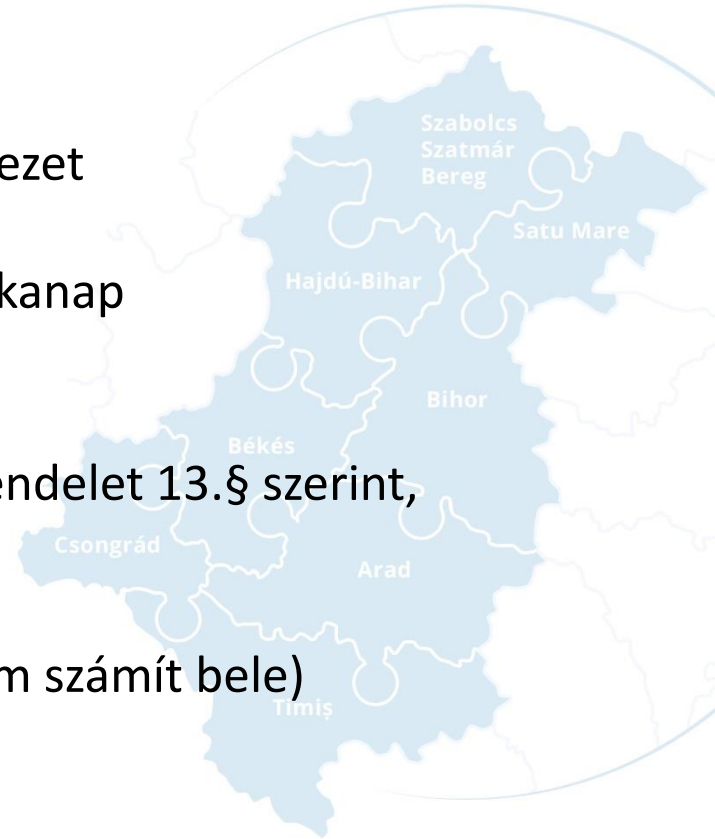 ezet
kanap
endelet 13.§ szerint,
m számít bele)
Szabolcs
Szatmár
Bereg
Satu Mare
Hajdú-Bihar
Bihor
Békés
Csongrád
Arad
Timiș